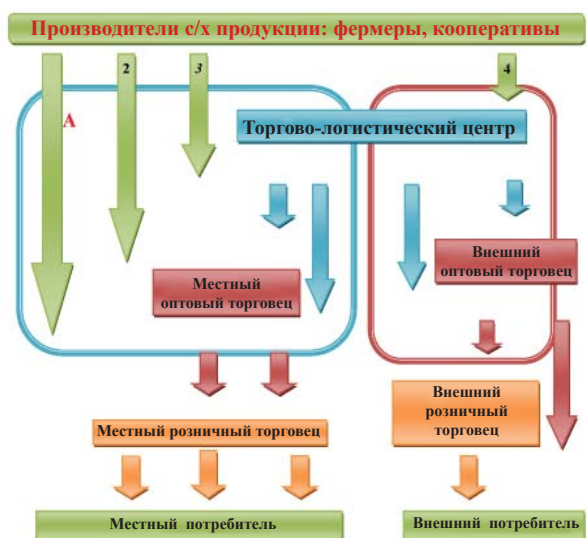 Производители с/х продукции: фермеры, кооперативы
2
3
4
А
Торгово-логистический центр
Местный
оптовый торговец
Внешний
оптовый торговец
Местный розничный торговец
Внешний
розничный
торговец
Местный потребитель
Внешний потребитель